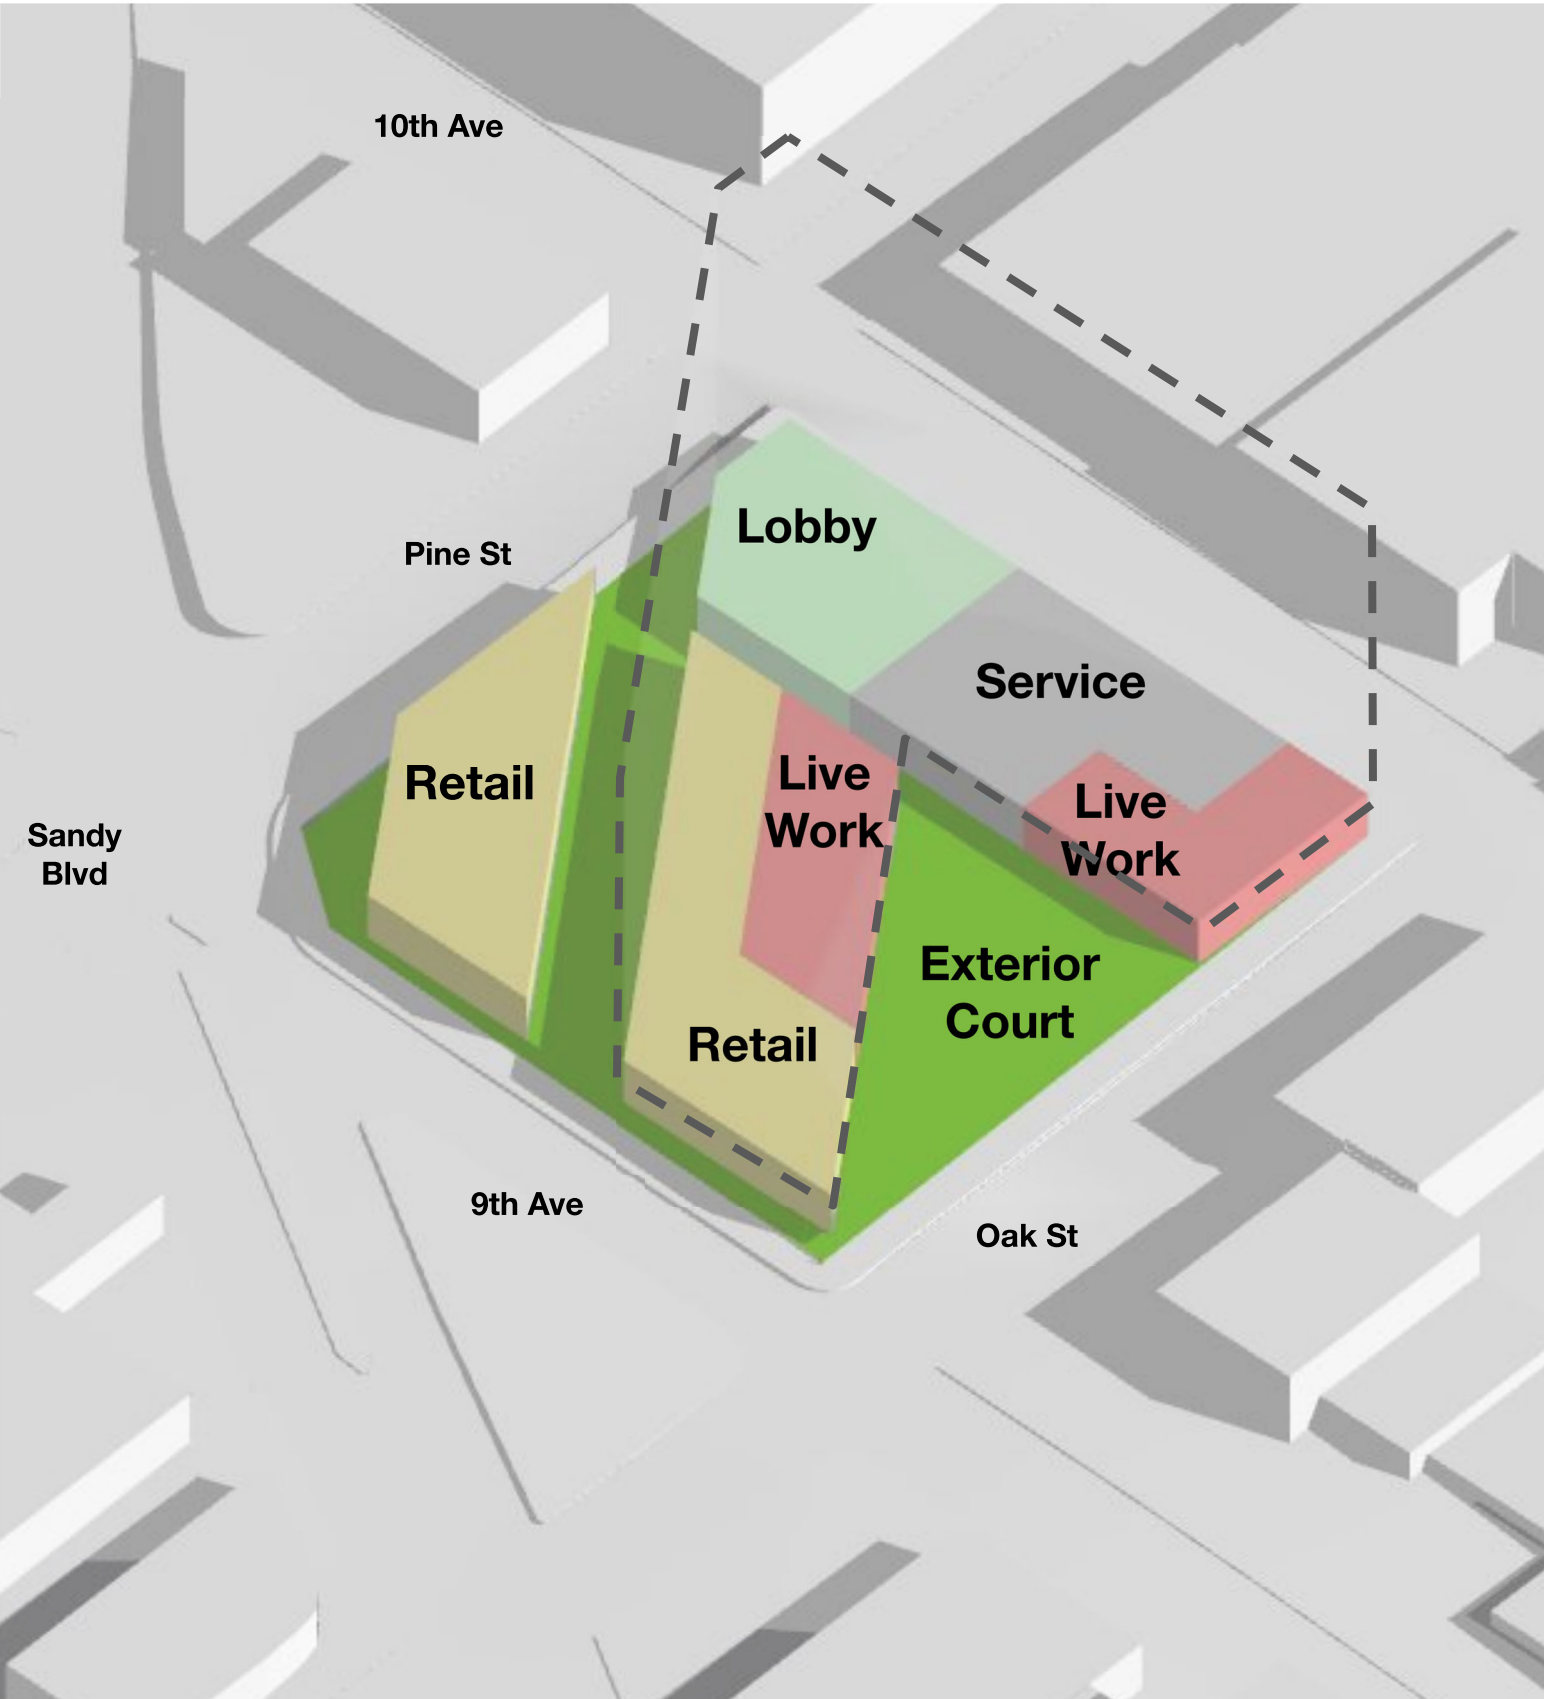 10th Ave
Lobby
Pine St
Service
Retail
Live
Work
Live
Work
Sandy
Blvd
Exterior
Court
Retail
9th Ave
Oak St